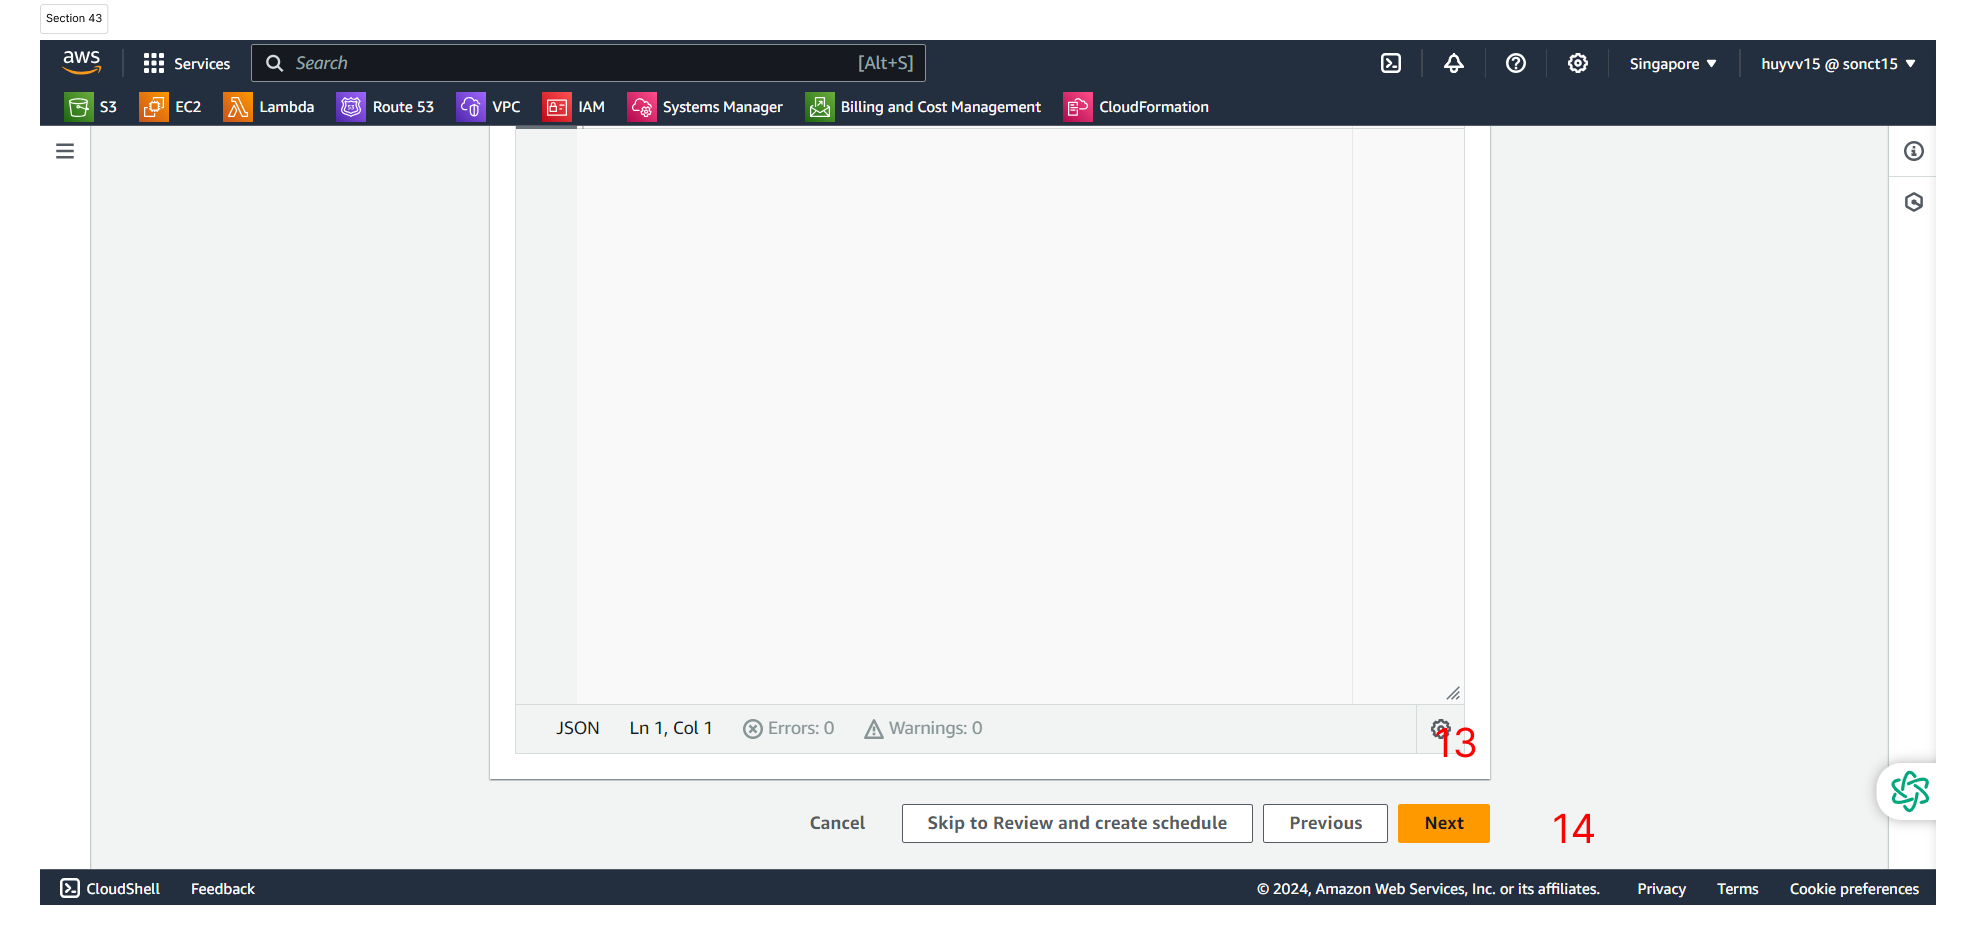 Section 43
aws Services Search [Alt+S] Singapore ▼ huyvv15 @ sonct15 ▼
S3 EC2 Lambda Route 53 VPC IAM Systems Manager Billing and Cost Management CloudFormation
JSON Ln 1, Col 1 Errors: 0 Warnings: 0
13
Cancel Skip to Review and create schedule Previous Next 14
CloudShell Feedback © 2024, Amazon Web Services, Inc. or its affiliates. Privacy Terms Cookie preferences